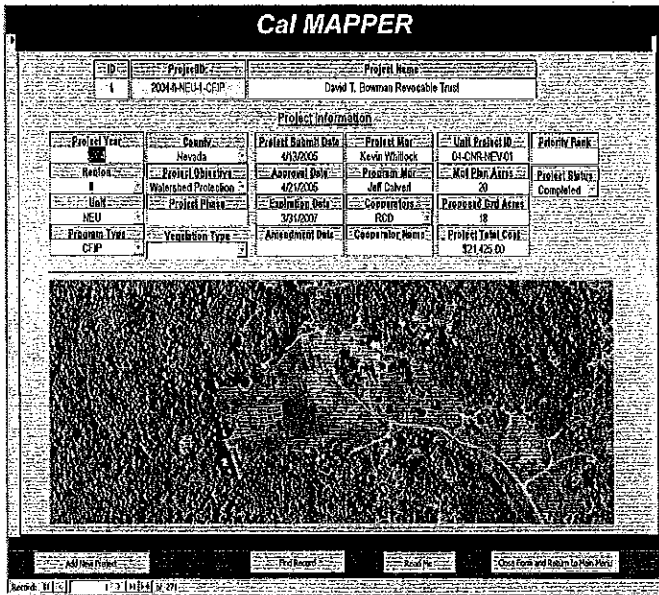 Cal MAPPER
ID ProjectID Project Name
2004-II-NEU-1-CFIP David T. Bowman Revocable Trust
Project Information
Project Year County Project Submit Date Project Mgr Unit Project ID Priority Rank
Nevada 4/13/2005 Kevin Whitlock 04-CNR-NEV-01
Region Project Objective Approval Date Program Mgr Mgt Plan Acres Project Status
II Watershed Protection 4/21/2005 Jeff Calvert 20 Completed
Unit Project Phase Expiration Date Cooperators Proposed Grd Acres
NEU 3/31/2007 RCD 18
Program Type Vegetation Type Amendment Date Cooperator Name Project Total Cost
CFIP $21,425.00
Add New Project Find Record Read Me Close Form and Return to Main Menu
Record: 1 of 271